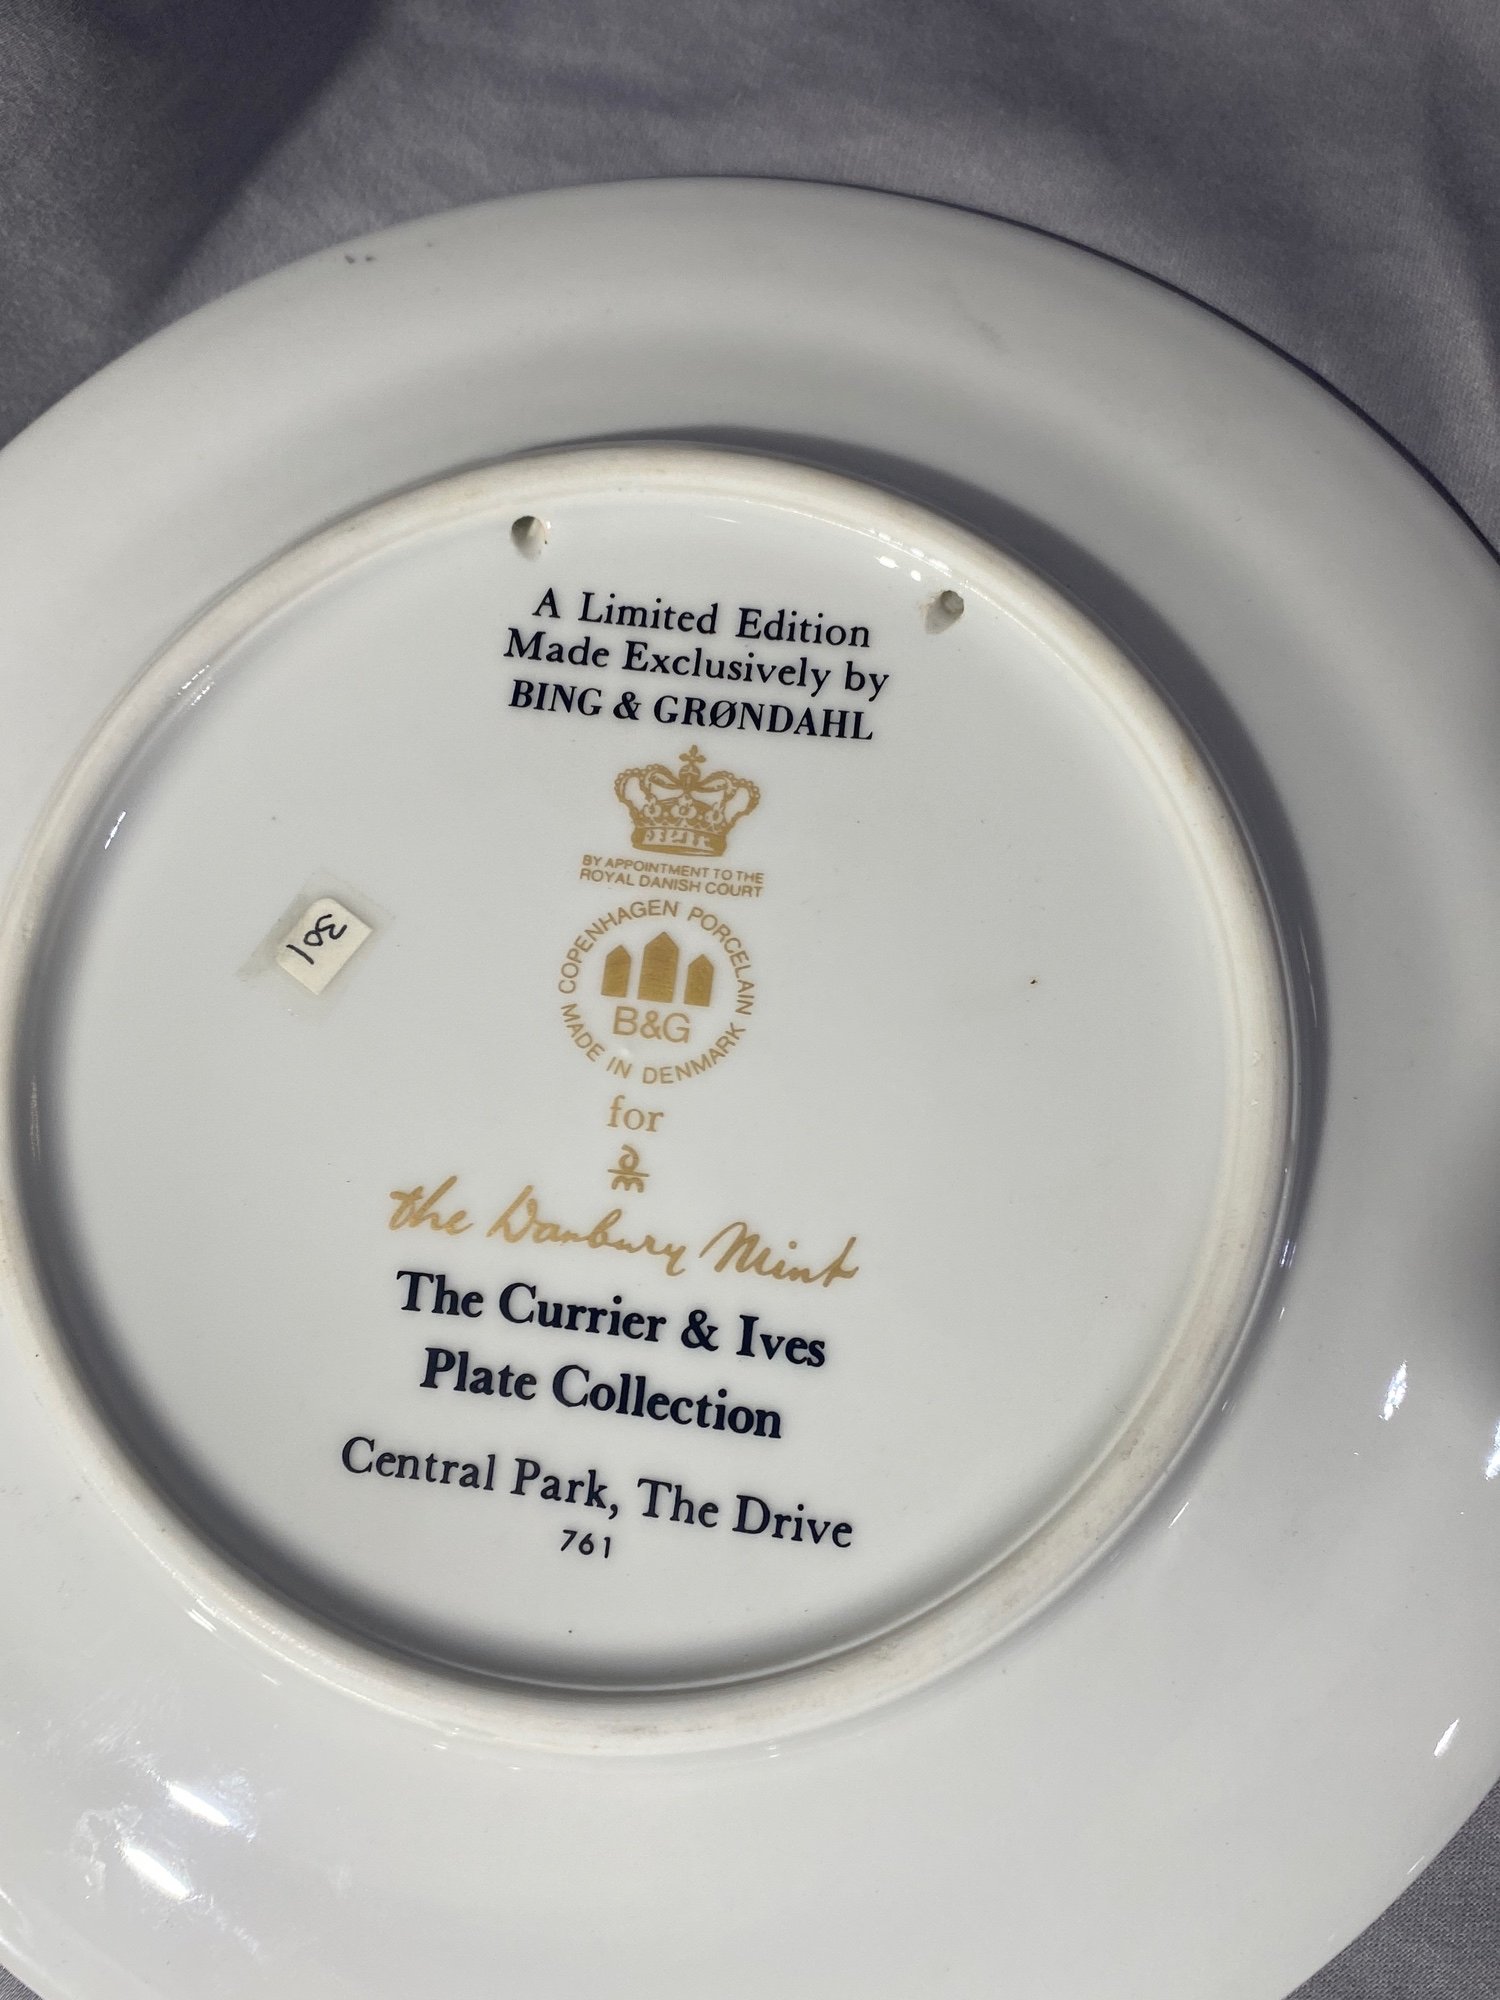 A Limited Edition
Made Exclusively by
BING & GRØNDAHL
BY APPOINTMENT TO THE
ROYAL DANISH COURT
COPENHAGEN PORCELAIN
B&G
MADE IN DENMARK
for
dm
the Danbury Mint
The Currier & Ives
Plate Collection
Central Park, The Drive
761
301